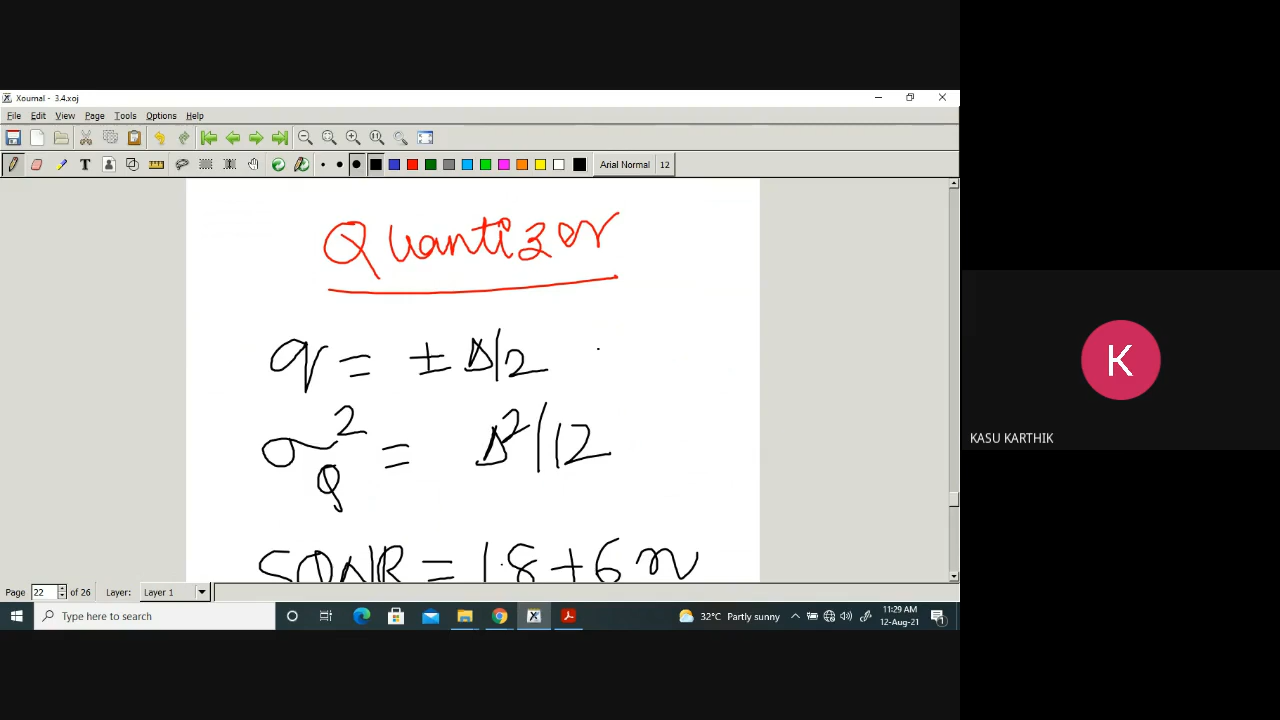 Xournal - 3.4.xoj
File Edit View Page Tools Options Help
T Arial Normal 12
Quantizor
q = ± Δ/2
σ²Q = Δ²/12
SQNR = 1.8 + 6n
K
KASU KARTHIK
Page 22 of 26 Layer: Layer 1
Type here to search
32°C Partly sunny
11:29 AM
12-Aug-21
1